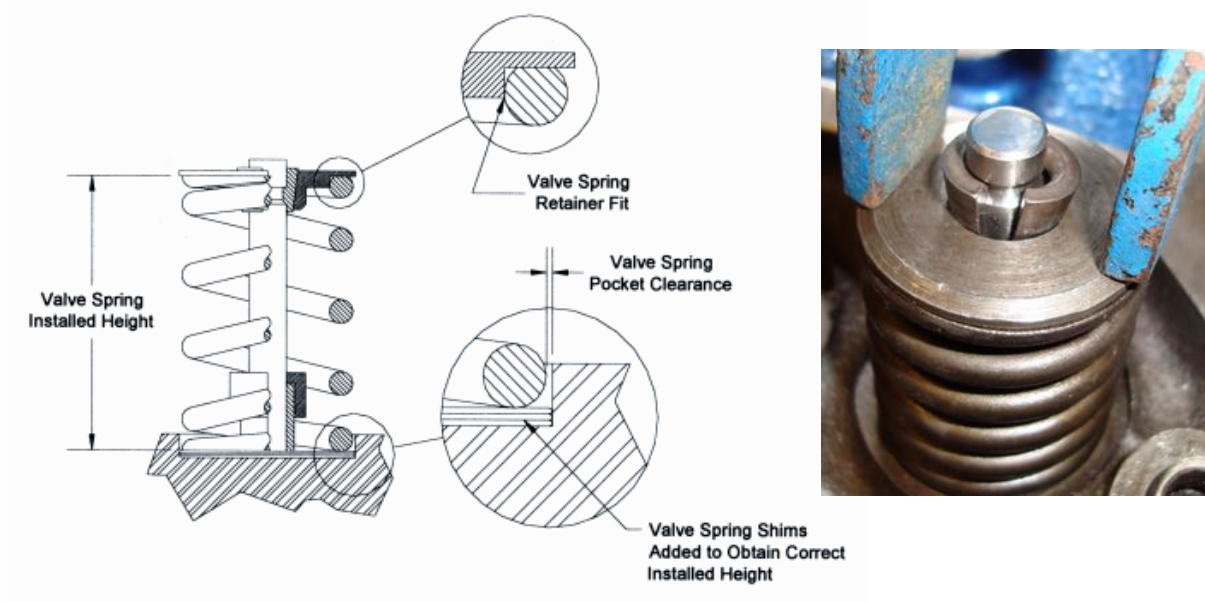 Valve Spring
Retainer Fit
Valve Spring
Pocket Clearance
Valve Spring
Installed Height
Valve Spring Shims
Added to Obtain Correct
Installed Height